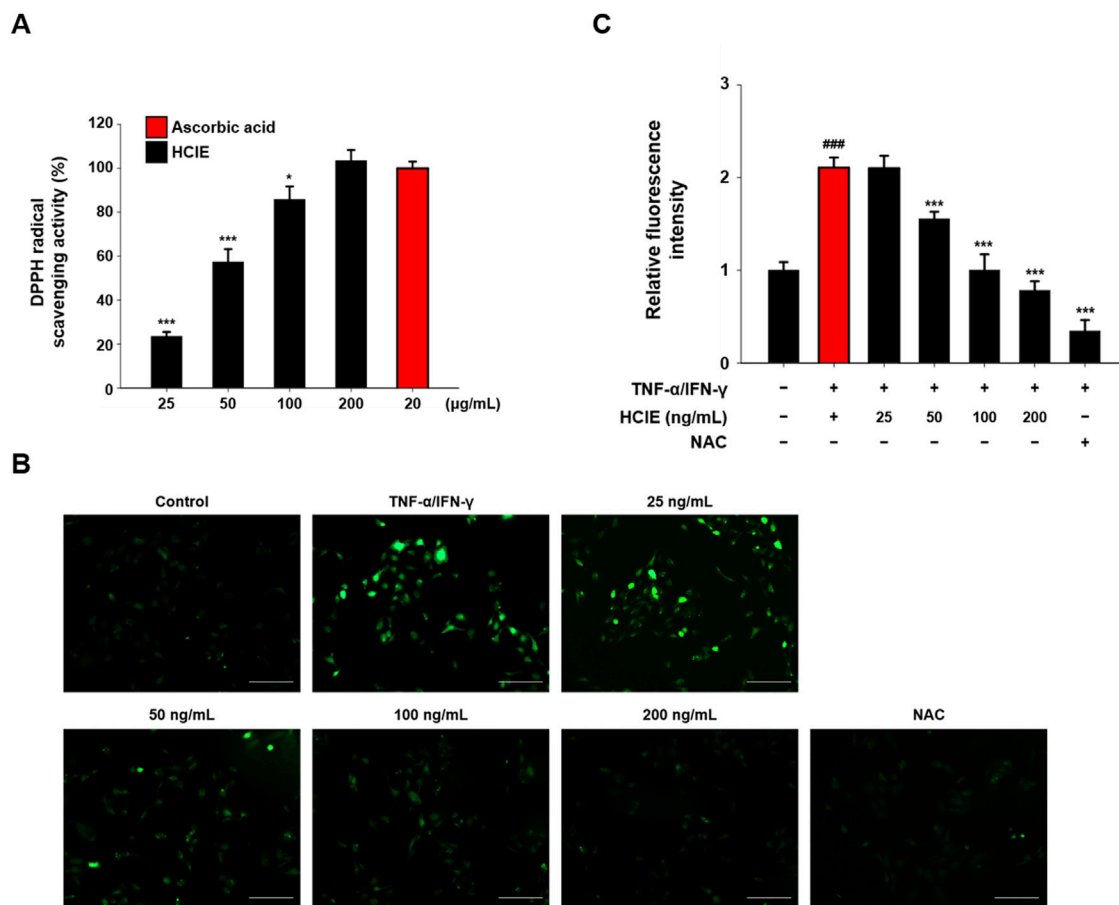 A
Ascorbic acid
HCIE
DPPH radical
scavenging activity (%)
120
100
80
60
40
20
0
***
***
*
25 50 100 200 20 (μg/mL)
C
Relative fluorescence
intensity
3
2
1
0
###
***
***
***
***
TNF-α/IFN-γ − + + + + + +
HCIE (ng/mL) − + 25 50 100 200 −
NAC − − − − − − +
B
Control TNF-α/IFN-γ 25 ng/mL
50 ng/mL 100 ng/mL 200 ng/mL NAC